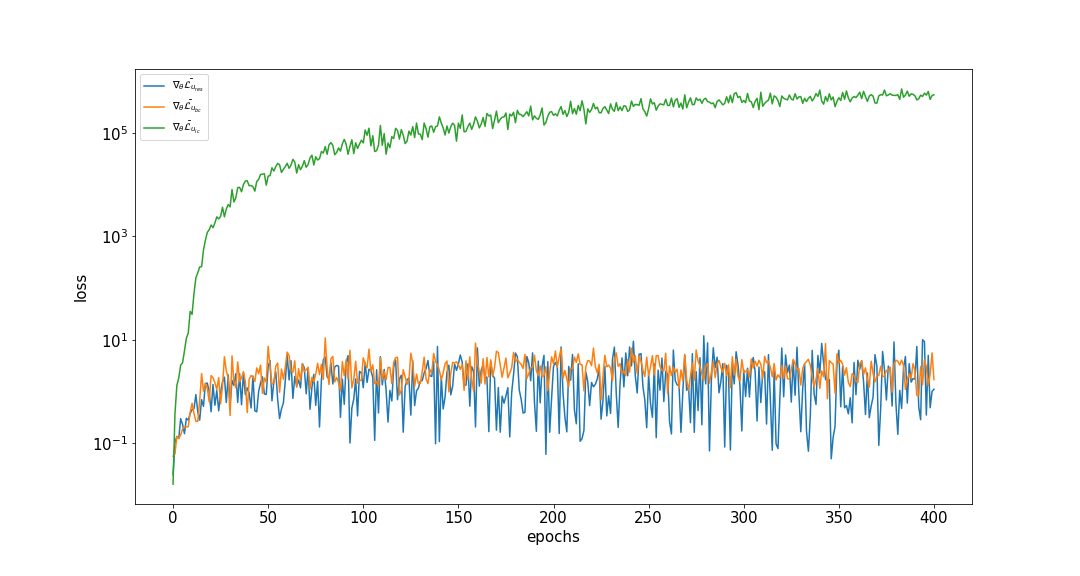 ∇θ ℒ̄u_res
∇θ ℒ̄u_bc
∇θ ℒ̄u_ic
10^5
10^3
10^1
10^−1
loss
0 50 100 150 200 250 300 350 400
epochs